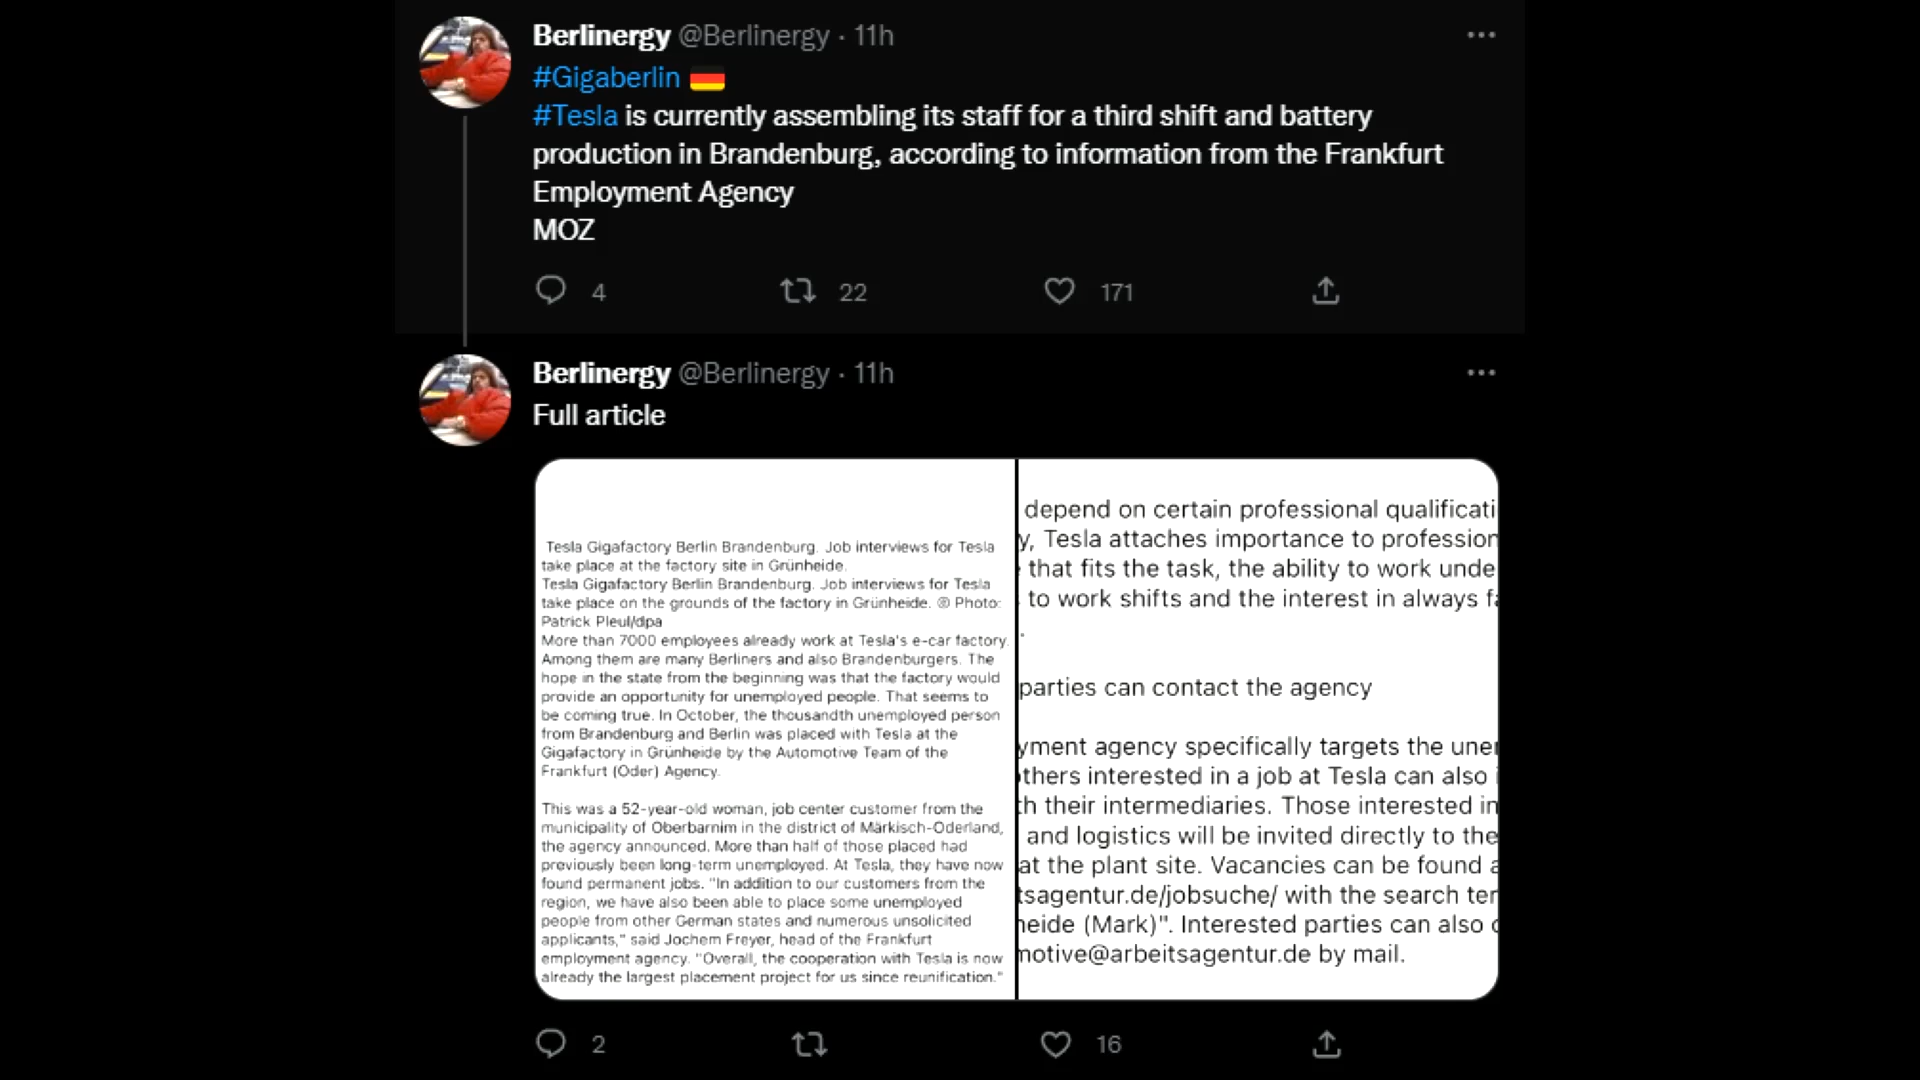 Berlinergy @Berlinergy · 11h
#Gigaberlin
#Tesla is currently assembling its staff for a third shift and battery
production in Brandenburg, according to information from the Frankfurt
Employment Agency
MOZ
4 22 171
Berlinergy @Berlinergy · 11h
Full article
Tesla Gigafactory Berlin Brandenburg. Job interviews for Tesla
take place at the factory site in Grünheide.
Tesla Gigafactory Berlin Brandenburg. Job interviews for Tesla
take place on the grounds of the factory in Grünheide. © Photo:
Patrick Pleul/dpa
More than 7000 employees already work at Tesla's e-car factory.
Among them are many Berliners and also Brandenburgers. The
hope in the state from the beginning was that the factory would
provide an opportunity for unemployed people. That seems to
be coming true. In October, the thousandth unemployed person
from Brandenburg and Berlin was placed with Tesla at the
Gigafactory in Grünheide by the Automotive Team of the
Frankfurt (Oder) Agency.
This was a 52-year-old woman, job center customer from the
municipality of Oberbarnim in the district of Märkisch-Oderland,
the agency announced. More than half of those placed had
previously been long-term unemployed. At Tesla, they have now
found permanent jobs. "In addition to our customers from the
region, we have also been able to place some unemployed
people from other German states and numerous unsolicited
applicants," said Jochem Freyer, head of the Frankfurt
employment agency. "Overall, the cooperation with Tesla is now
already the largest placement project for us since reunification."
depend on certain professional qualificati
y, Tesla attaches importance to profession
that fits the task, the ability to work unde
to work shifts and the interest in always fa
.
parties can contact the agency
yment agency specifically targets the uner
thers interested in a job at Tesla can also
th their intermediaries. Those interested in
and logistics will be invited directly to the
at the plant site. Vacancies can be found a
tsagentur.de/jobsuche/ with the search ter
heide (Mark)". Interested parties can also c
motive@arbeitsagentur.de by mail.
2 16